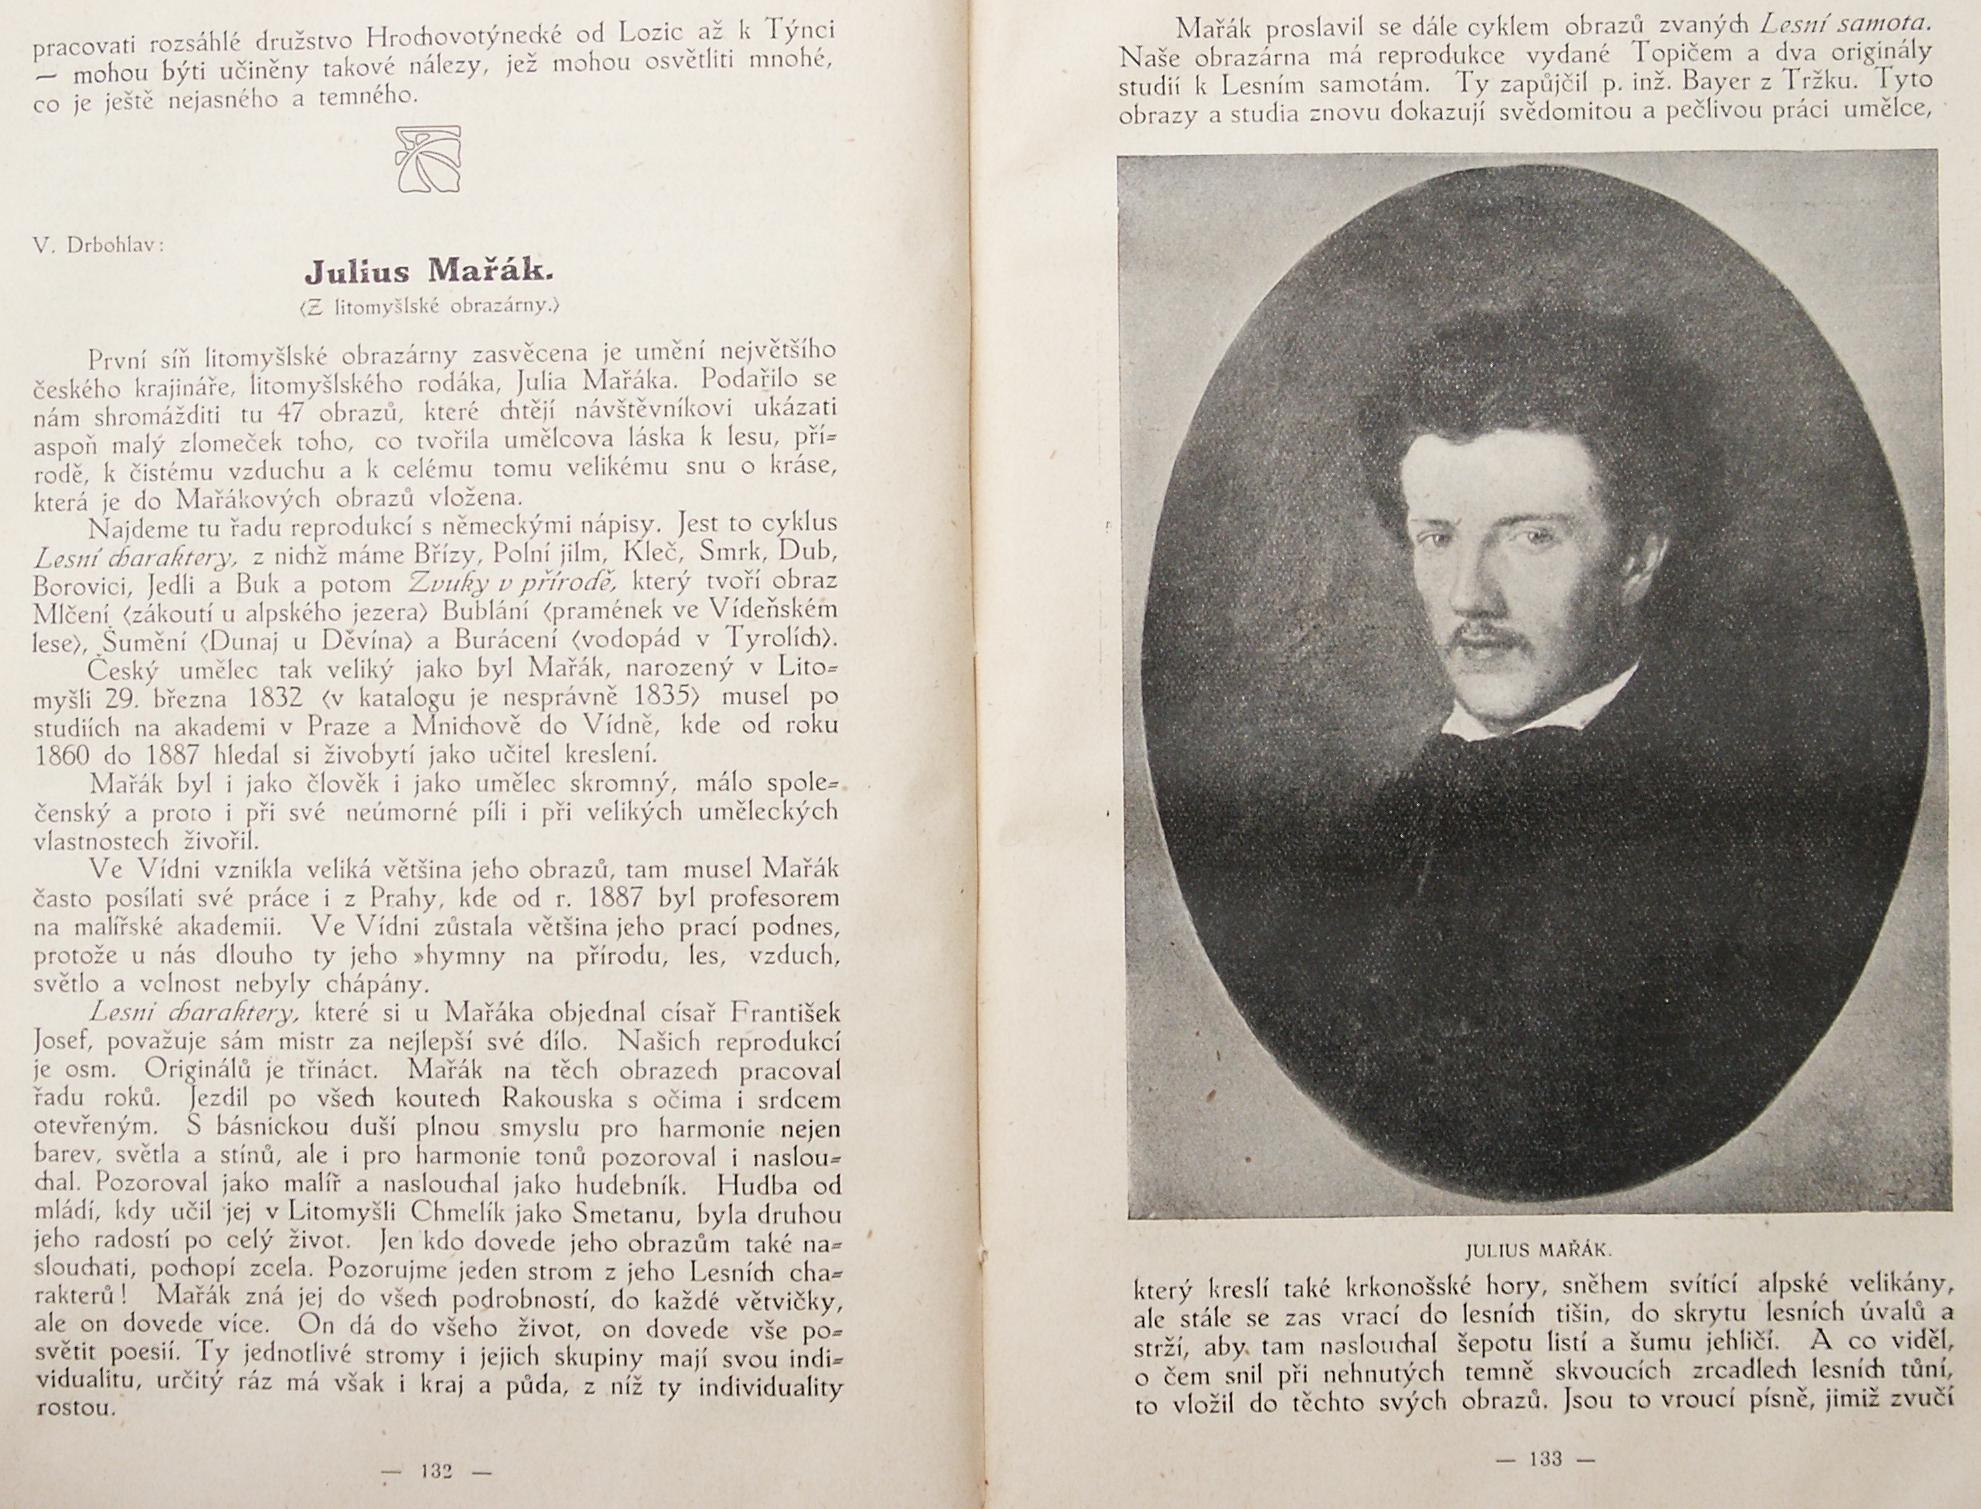 pracovati rozsáhlé družstvo Hrochovotýnecké od Lozic až k Týnci
— mohou býti učiněny takové nálezy, jež mohou osvětliti mnohé,
co je ještě nejasného a temného.
V. Drbohlav:
Julius Mařák.
(Z litomyšlské obrazárny.)
První síň litomyšlské obrazárny zasvěcena je umění největšího
českého krajináře, litomyšlského rodáka, Julia Mařáka. Podařilo se
nám shromážditi tu 47 obrazů, které chtějí návštěvníkovi ukázati
aspoň malý zlomeček toho, co tvořila umělcova láska k lesu, pří-
rodě, k čistému vzduchu a k celému tomu velikému snu o kráse,
která je do Mařákových obrazů vložena.
Najdeme tu řadu reprodukcí s německými nápisy. Jest to cyklus
Lesní charaktery, z nichž máme Břízy, Polní jilm, Kleč, Smrk, Dub,
Borovici, Jedli a Buk a potom Zvuky v přírodě, který tvoří obraz
Mlčení (zákoutí u alpského jezera) Bublání (pramének ve Vídeňském
lese), Šumění (Dunaj u Děvína) a Burácení (vodopád v Tyrolích).
Český umělec tak veliký jako byl Mařák, narozený v Lito-
myšli 29. března 1832 (v katalogu je nesprávně 1835) musel po
studiích na akademi v Praze a Mnichově do Vídně, kde od roku
1860 do 1887 hledal si živobytí jako učitel kreslení.
Mařák byl i jako člověk i jako umělec skromný, málo spole-
čenský a proto i při své neúmorné píli i při velikých uměleckých
vlastnostech živořil.
Ve Vídni vznikla veliká většina jeho obrazů, tam musel Mařák
často posílati své práce i z Prahy, kde od r. 1887 byl profesorem
na malířské akademii. Ve Vídni zůstala většina jeho prací podnes,
protože u nás dlouho ty jeho »hymny na přírodu, les, vzduch,
světlo a volnost nebyly chápány.
Lesní charaktery, které si u Mařáka objednal císař František
Josef, považuje sám mistr za nejlepší své dílo. Našich reprodukcí
je osm. Originálů je třináct. Mařák na těch obrazech pracoval
řadu roků. Jezdil po všech koutech Rakouska s očima i srdcem
otevřeným. S básnickou duší plnou smyslu pro harmonie nejen
barev, světla a stínů, ale i pro harmonie tonů pozoroval i naslou-
chal. Pozoroval jako malíř a naslouchal jako hudebník. Hudba od
mládí, kdy učil jej v Litomyšli Chmelík jako Smetanu, byla druhou
jeho radostí po celý život. Jen kdo dovede jeho obrazům také na-
slouchati, pochopí zcela. Pozorujme jeden strom z jeho Lesních cha-
rakterů! Mařák zná jej do všech podrobností, do každé větvičky,
ale on dovede více. On dá do všeho život, on dovede vše po-
světit poesií. Ty jednotlivé stromy i jejich skupiny mají svou indi-
vidualitu, určitý ráz má však i kraj a půda, z níž ty individuality
rostou.
— 132 —
Mařák proslavil se dále cyklem obrazů zvaných Lesní samota.
Naše obrazárna má reprodukce vydané Topičem a dva originály
studií k Lesním samotám. Ty zapůjčil p. inž. Bayer z Tržku. Tyto
obrazy a studia znovu dokazují svědomitou a pečlivou práci umělce,
JULIUS MAŘÁK.
který kreslí také krkonošské hory, sněhem svítící alpské velikány,
ale stále se zas vrací do lesních tišin, do skrytu lesních úvalů a
strží, aby tam naslouchal šepotu listí a šumu jehličí. A co viděl,
o čem snil při nehnutých temně skvoucích zrcadlech lesních tůní,
to vložil do těchto svých obrazů. Jsou to vroucí písně, jimiž zvučí
— 133 —